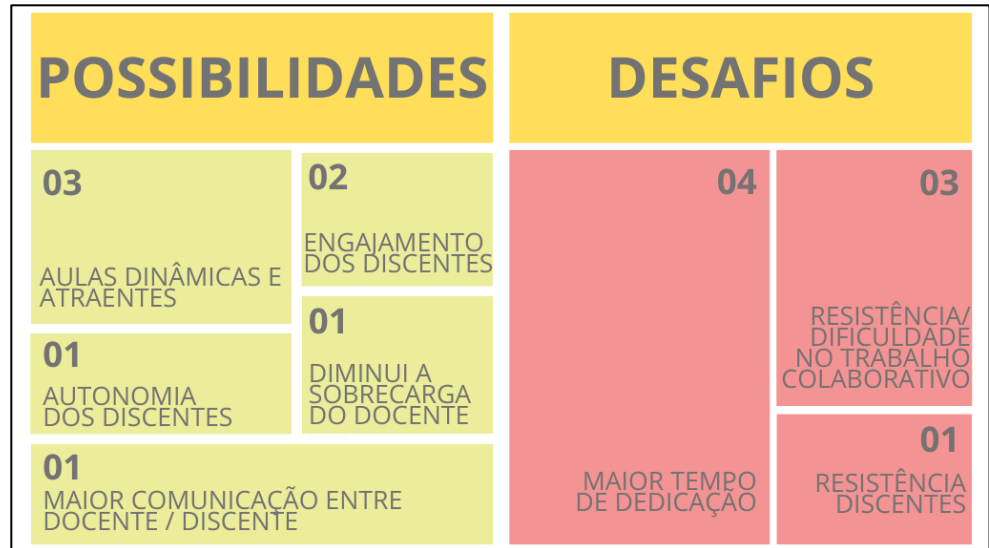 POSSIBILIDADES
03
AULAS DINÂMICAS E
ATRAENTES
02
ENGAJAMENTO
DOS DISCENTES
01
AUTONOMIA
DOS DISCENTES
01
DIMINUI A
SOBRECARGA
DO DOCENTE
01
MAIOR COMUNICAÇÃO ENTRE
DOCENTE / DISCENTE
DESAFIOS
04
MAIOR TEMPO
DE DEDICAÇÃO
03
RESISTÊNCIA/
DIFICULDADE
NO TRABALHO
COLABORATIVO
01
RESISTÊNCIA
DISCENTES